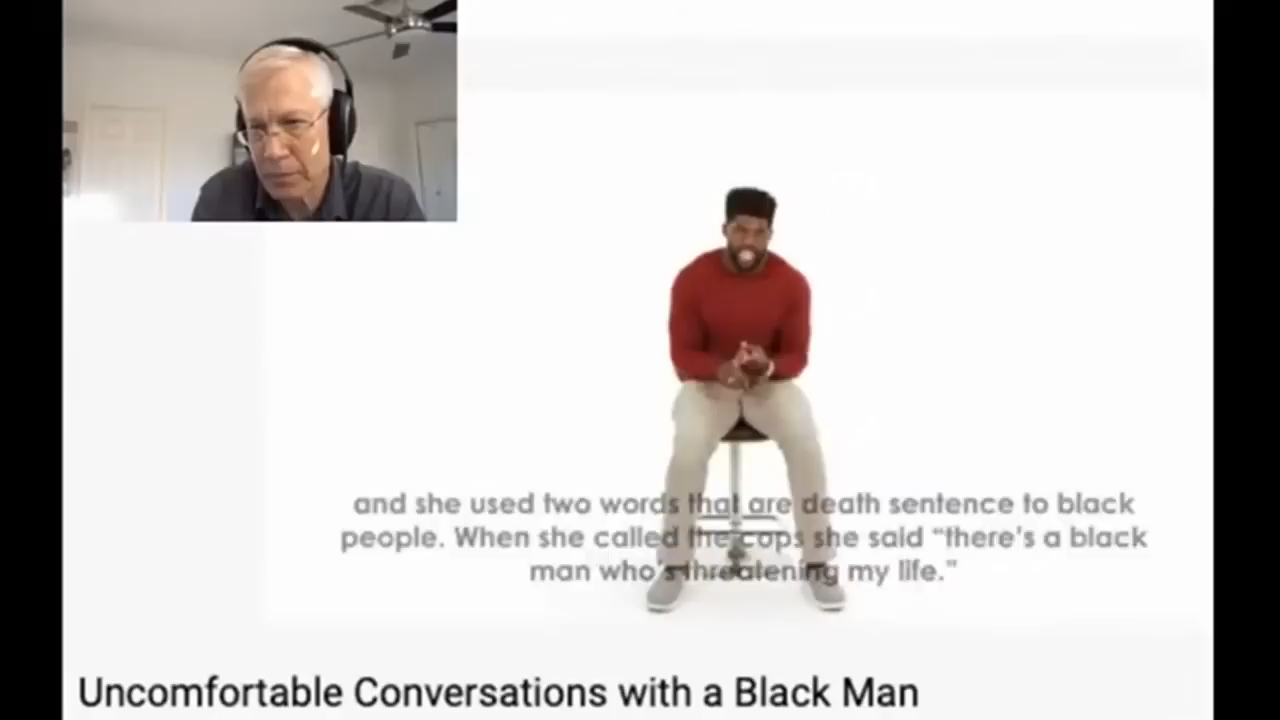 and she used two words that are death sentence to black
people. When she called the cops she said “there's a black
man who's threatening my life.”
Uncomfortable Conversations with a Black Man